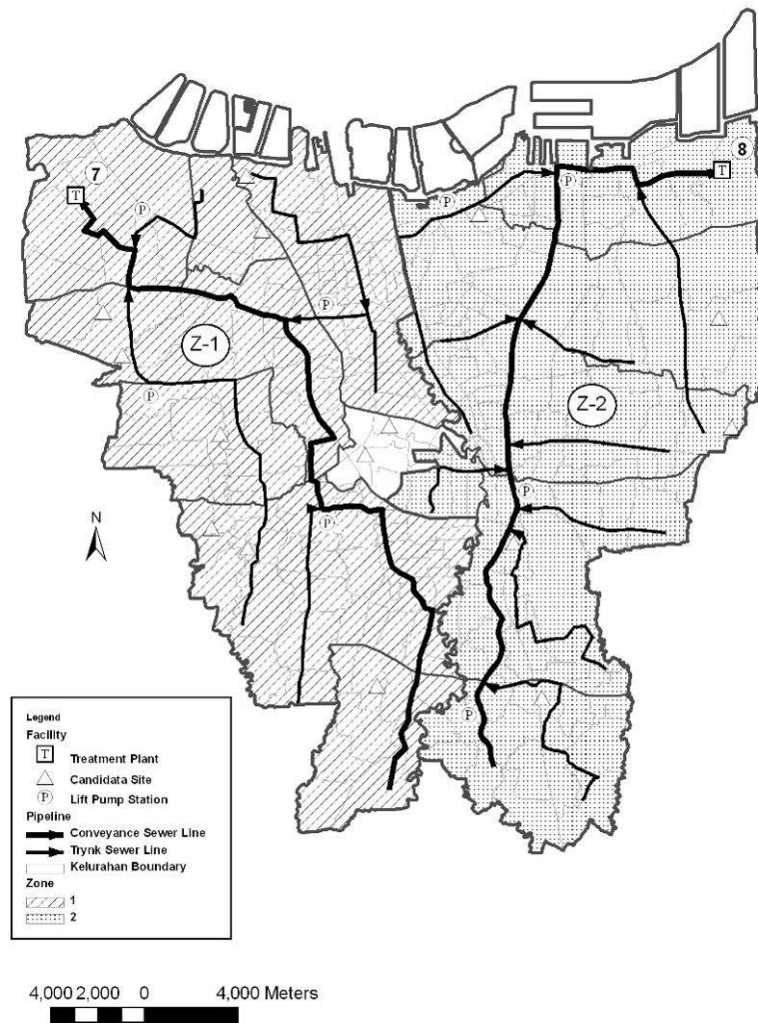 7
8
T
T
P
P
P
P
Z-1
P
Z-2
P
P
N
P
Legend
Facility
T Treatment Plant
Candidata Site
P Lift Pump Station
Pipeline
Conveyance Sewer Line
Trynk Sewer Line
Kelurahan Boundary
Zone
1
2
4,000 2,000 0 4,000 Meters